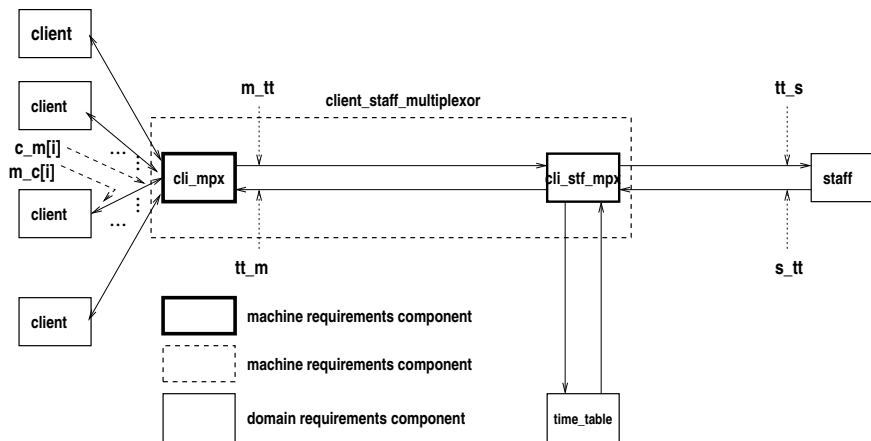 client
client
m_tt
client_staff_multiplexor
tt_s
c_m[i]
m_c[i]
...
...
cli_mpx
cli_stf_mpx
staff
client
...
...
tt_m
s_tt
client
machine requirements component
machine requirements component
domain requirements component
time_table